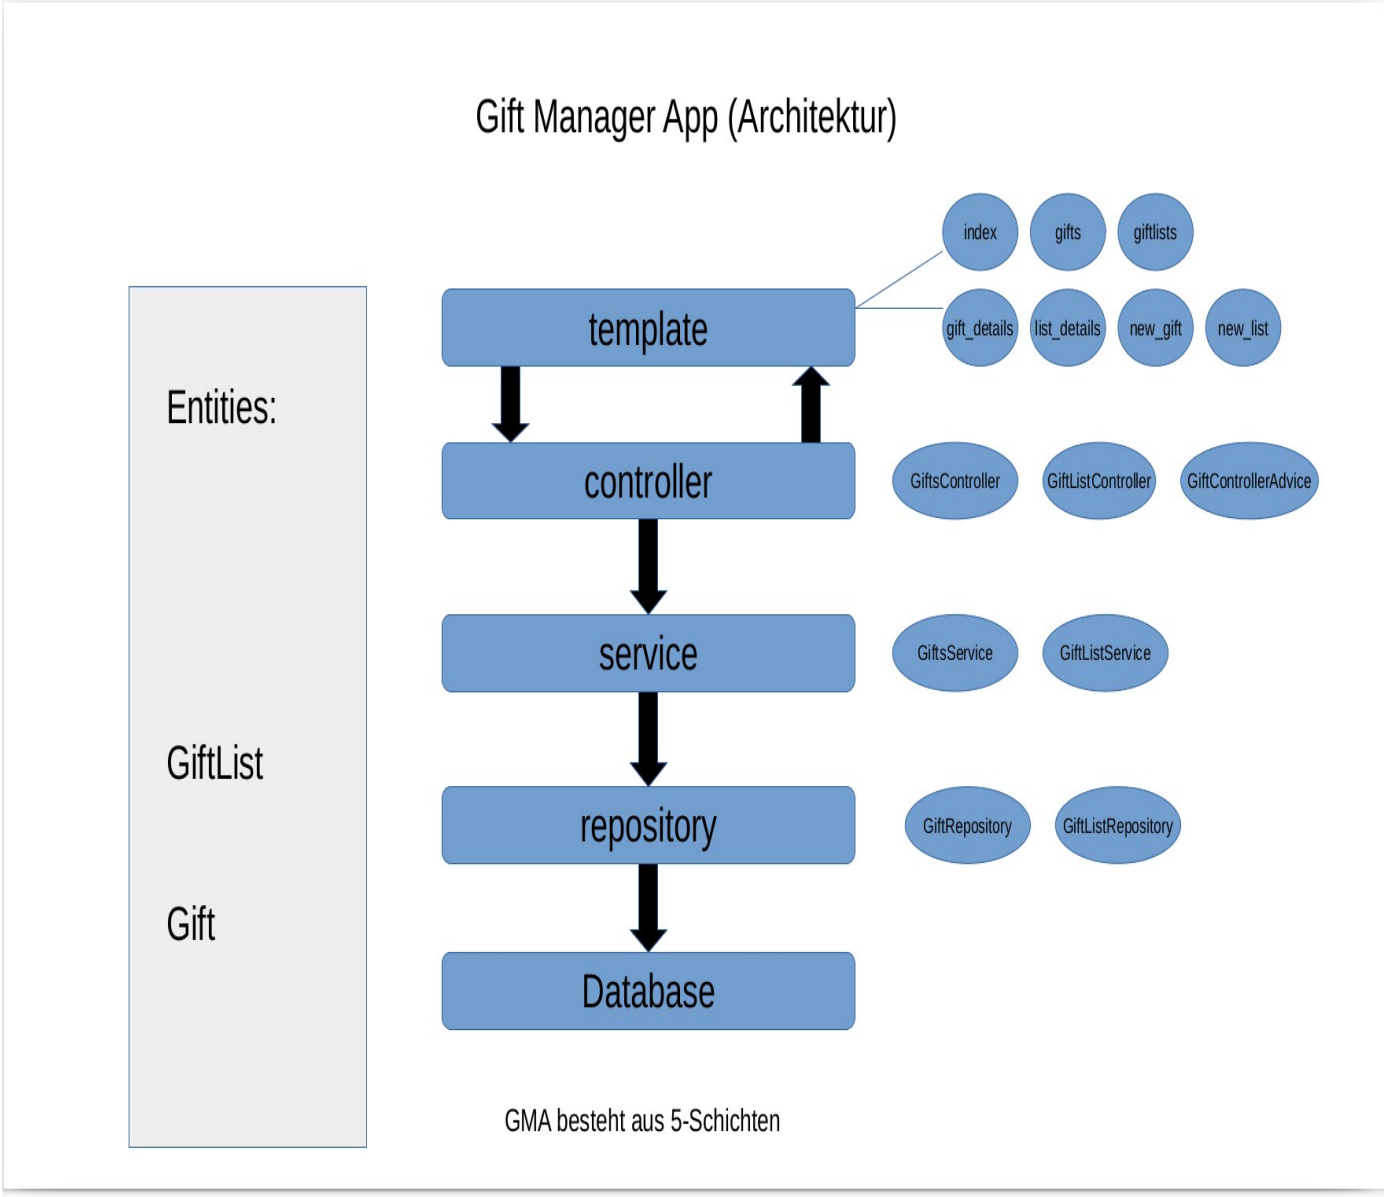 Gift Manager App (Architektur)
index
gifts
giftlists
template
gift_details
list_details
new_gift
new_list
Entities:
controller
GiftsController
GiftListController
GiftControllerAdvice
service
GiftsService
GiftListService
GiftList
repository
GiftRepository
GiftListRepository
Gift
Database
GMA besteht aus 5-Schichten